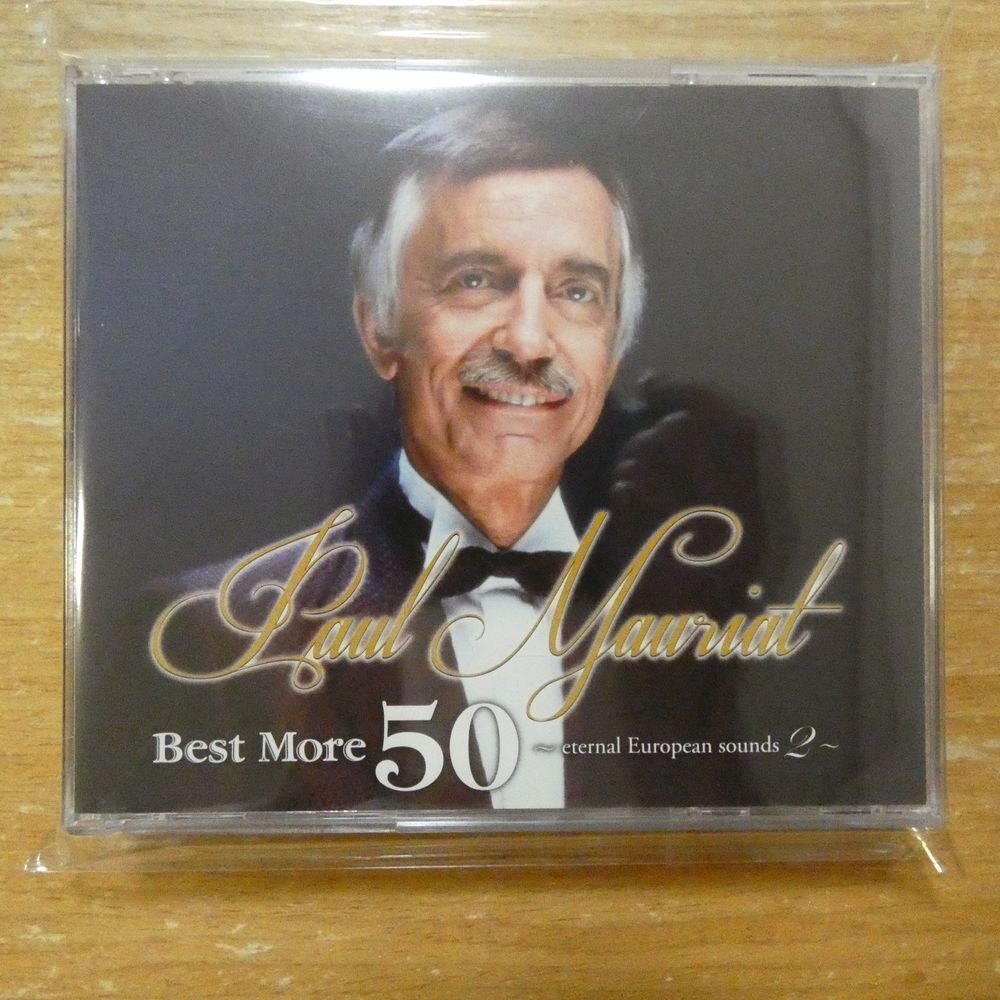 Paul Mauriat
Best More 50 ~ eternal European sounds 2 ~